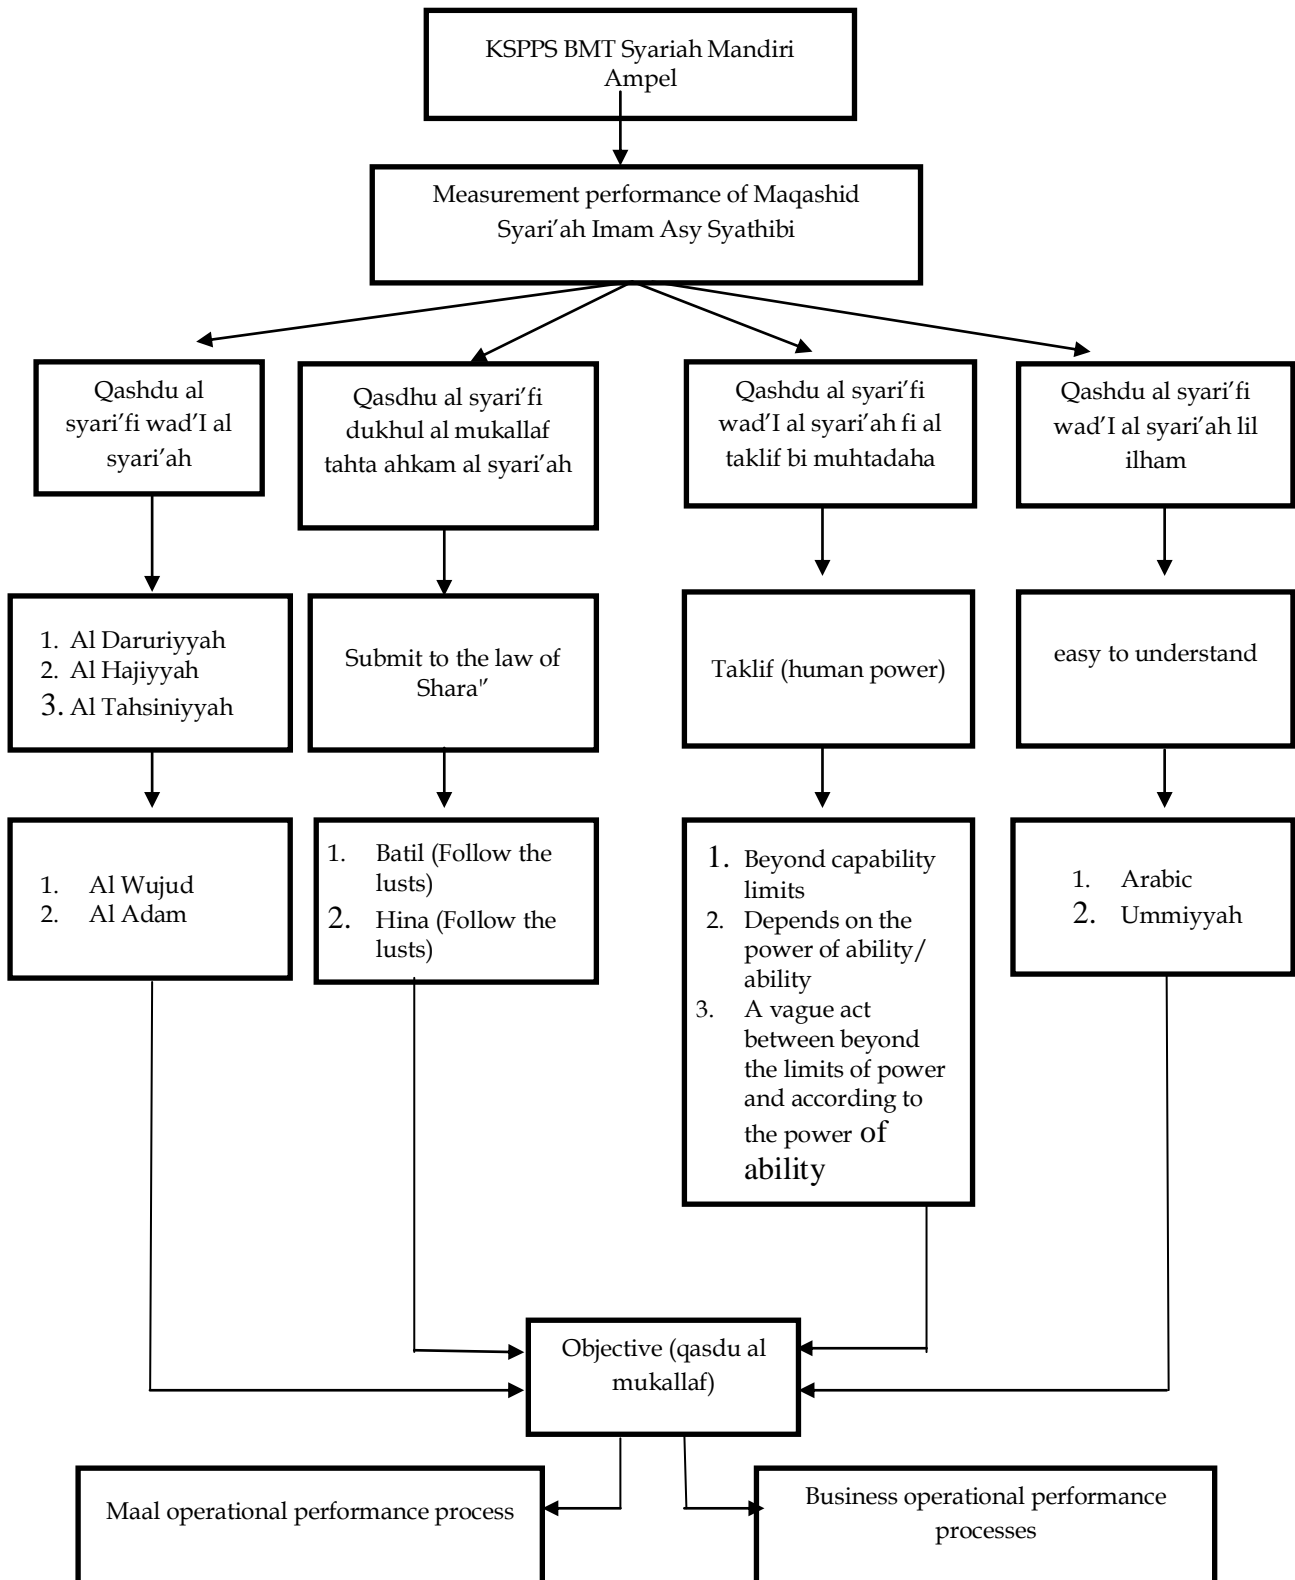 KSPPS BMT Syariah Mandiri
Ampel
Measurement performance of Maqashid
Syari’ah Imam Asy Syathibi
Qashdu al
syari’fi wad’I al
syari’ah
Qasdhu al syari’fi
dukhul al mukallaf
tahta ahkam al syari’ah
Qashdu al syari’fi
wad’I al syari’ah fi al
taklif bi muhtadaha
Qashdu al syari’fi
wad’I al syari’ah lil
ilham
1. Al Daruriyyah
2. Al Hajiyyah
3. Al Tahsiniyyah
Submit to the law of
Shara"’
Taklif (human power)
easy to understand
1. Al Wujud
2. Al Adam
1. Batil (Follow the
lusts)
2. Hina (Follow the
lusts)
1. Beyond capability
limits
2. Depends on the
power of ability/
ability
3. A vague act
between beyond
the limits of power
and according to
the power of
ability
1. Arabic
2. Ummiyyah
Objective (qasdu al
mukallaf)
Maal operational performance process
Business operational performance
processes